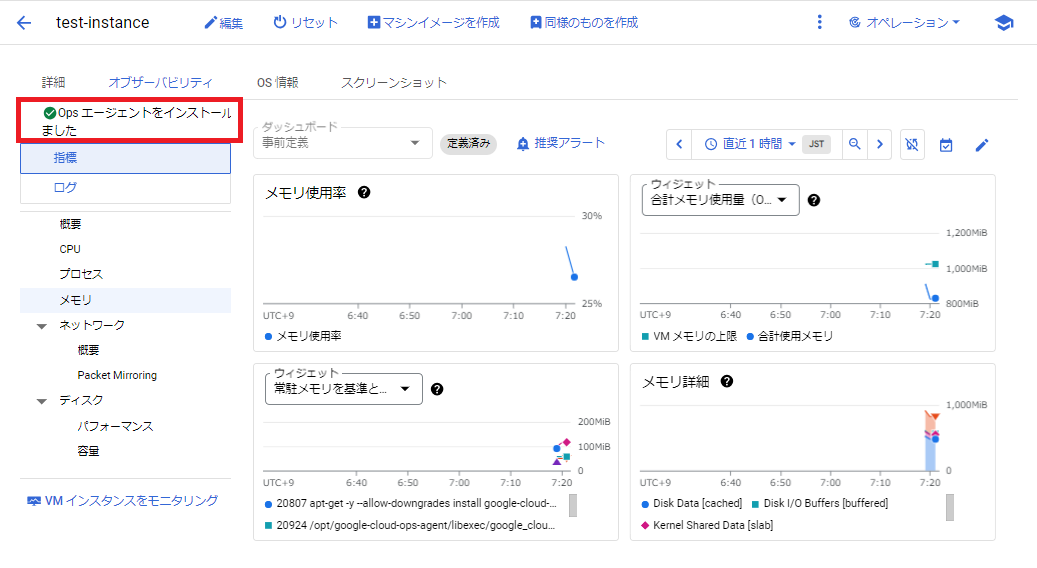 test-instance 編集 リセット マシンイメージを作成 同様のものを作成 オペレーション
詳細 オブザーバビリティ OS 情報 スクリーンショット
Ops エージェントをインストール
ました
指標
ログ
概要
CPU
プロセス
メモリ
ネットワーク
概要
Packet Mirroring
ディスク
パフォーマンス
容量
VM インスタンスをモニタリング
ダッシュボード
事前定義
定義済み
推奨アラート
直近 1 時間
JST
メモリ使用率
30%
25%
UTC+9 6:40 6:50 7:00 7:10 7:20
メモリ使用率
ウィジェット
合計メモリ使用量（O...
1,200MiB
1,000MiB
800MiB
UTC+9 6:40 6:50 7:00 7:10 7:20
VM メモリの上限 合計使用メモリ
ウィジェット
常駐メモリを基準と...
200MiB
100MiB
0
UTC+9 6:40 6:50 7:00 7:10 7:20
20807 apt-get -y --allow-downgrades install google-cloud-...
20924 /opt/google-cloud-ops-agent/libexec/google_clou...
メモリ詳細
1,000MiB
0
UTC+9 6:40 6:50 7:00 7:10 7:20
Disk Data [cached] Disk I/O Buffers [buffered]
Kernel Shared Data [slab]